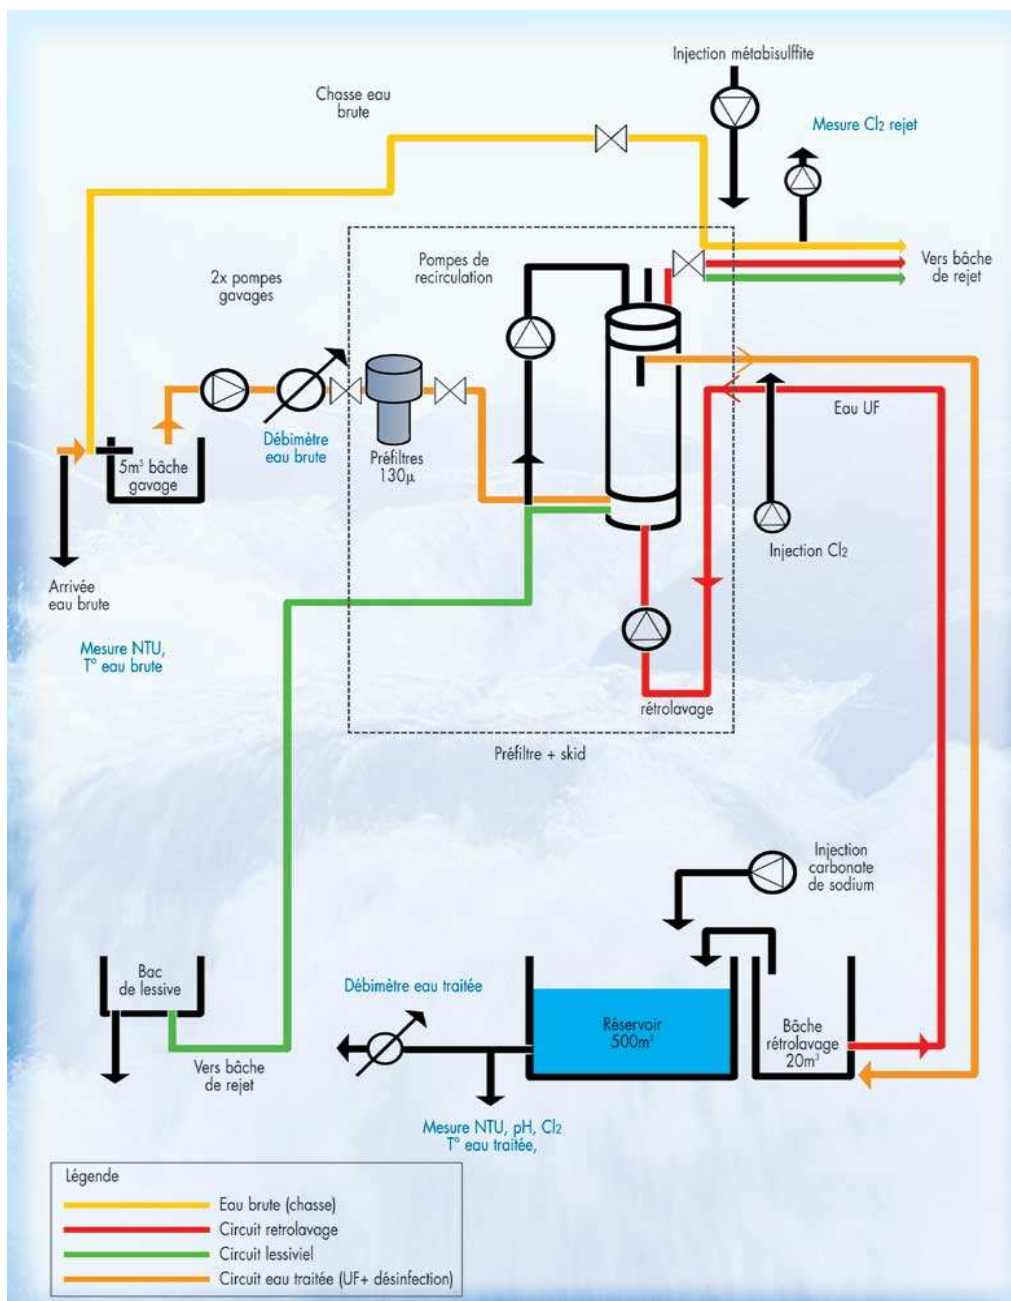 Injection métabisulffite
Chasse eau
brute
Mesure Cl2 rejet
Pompes de
recirculation
Vers bâche
de rejet
2x pompes
gavages
Eau UF
Débimètre
eau brute
Préfiltres
130µ
5m³ bâche
gavage
Injection Cl2
Arrivée
eau brute
Mesure NTU,
T° eau brute
rétrolavage
Préfiltre + skid
Injection
carbonate
de sodium
Bac
de lessive
Débimètre eau traitée
Réservoir
500m³
Bâche
rétrolavage
20m³
Vers bâche
de rejet
Mesure NTU, pH, Cl2
T° eau traitée,
Légende
Eau brute (chasse)
Circuit retrolavage
Circuit lessiviel
Circuit eau traitée (UF+ désinfection)